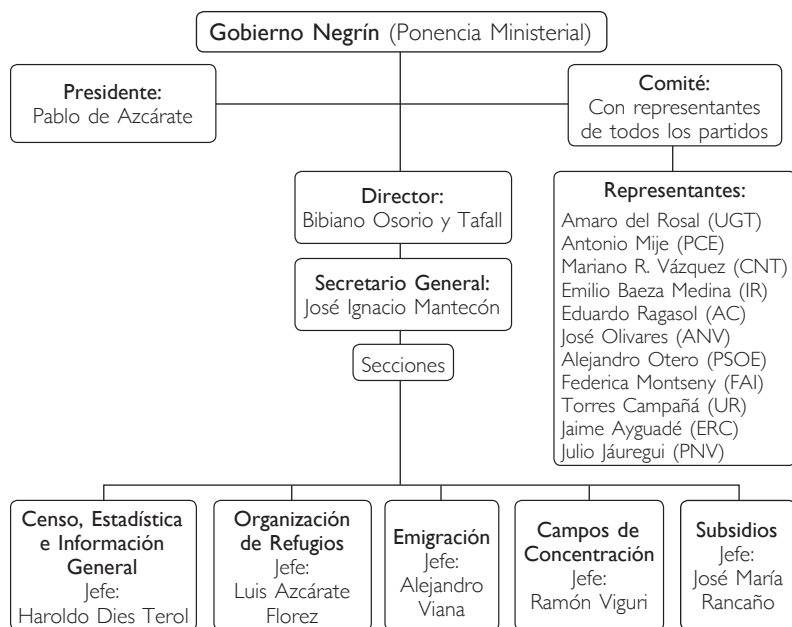 Gobierno Negrín (Ponencia Ministerial)
Presidente:
Pablo de Azcárate
Comité:
Con representantes
de todos los partidos
Director:
Bibiano Osorio y Tafall
Secretario General:
José Ignacio Mantecón
Secciones
Representantes:
Amaro del Rosal (UGT)
Antonio Mije (PCE)
Mariano R. Vázquez (CNT)
Emilio Baeza Medina (IR)
Eduardo Ragasol (AC)
José Olivares (ANV)
Alejandro Otero (PSOE)
Federica Montseny (FAI)
Torres Campañá (UR)
Jaime Ayguadé (ERC)
Julio Jáuregui (PNV)
Censo, Estadística
e Información
General
Jefe:
Haroldo Dies Terol
Organización
de Refugios
Jefe:
Luis Azcárate
Florez
Emigración
Jefe:
Alejandro
Viana
Campos de
Concentración
Jefe:
Ramón Viguri
Subsidios
Jefe:
José María
Rancaño